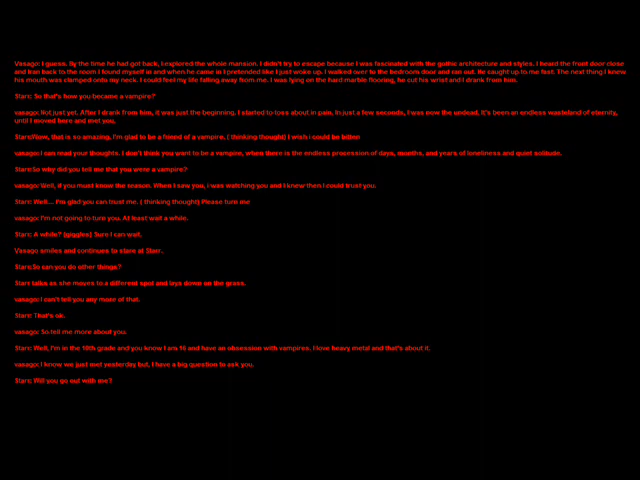 Vasago: I guess. By the time he had got back, I explored the whole mansion. I didn't try to escape because I was fascinated with the gothic architecture and styles. I heard the front door close
and I ran back to the room I found myself in and when he came in I pretended like I just woke up. I walked over to the bedroom door and ran out. He caught up to me fast. The next thing I knew
his mouth was clamped onto my neck. I could feel my life falling away from me. I was lying on the hard marble flooring, he cut his wrist and I drank from him.
Starr: So that's how you became a vampire?
vasago: Not just yet. After I drank from him, it was just the beginning. I started to toss about in pain. In just a few seconds, I was now the undead. It's been an endless wasteland of eternity,
until I moved here and met you.
Starr:Wow, that is so amazing. I'm glad to be a friend of a vampire. ( thinking thought) I wish i could be bitten
vasago: I can read your thoughts. I don't think you want to be a vampire, when there is the endless procession of days, months, and years of loneliness and quiet solitude.
Starr:So why did you tell me that you were a vampire?
vasago: Well, if you must know the season. When I saw you, i was watching you and I knew then I could trust you.
Starr: Well... I'm glad you can trust me. ( thinking thought) Please turn me
vasago: I'm not going to turn you. At least wait a while.
Starr: A while? (giggles) Sure I can wait.
Vasago smiles and continues to stare at Starr.
Starr:So can you do other things?
Starr talks as she moves to a different spot and lays down on the grass.
vasago: I can't tell you any more of that.
Starr: That's ok.
vasago: So tell me more about you.
Starr: Well, I'm in the 10th grade and you know I am 16 and have an obsession with vampires. I love heavy metal and that's about it.
vasago: I know we just met yesterday but, I have a big question to ask you.
Starr: Will you go out with me?